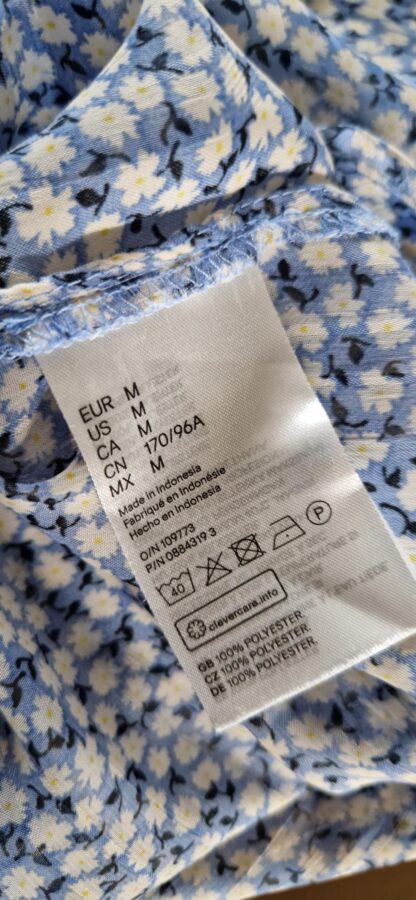 EUR M
US M
CA M
CN 170/96A
MX M
Made in Indonesia
Fabriqué en Indonésie
Hecho en Indonesia
O/N 109773
P/N 0884319 3
40 P
clevercare.info
GB 100% POLYESTER
CZ 100% POLYESTER
DE 100% POLYESTER